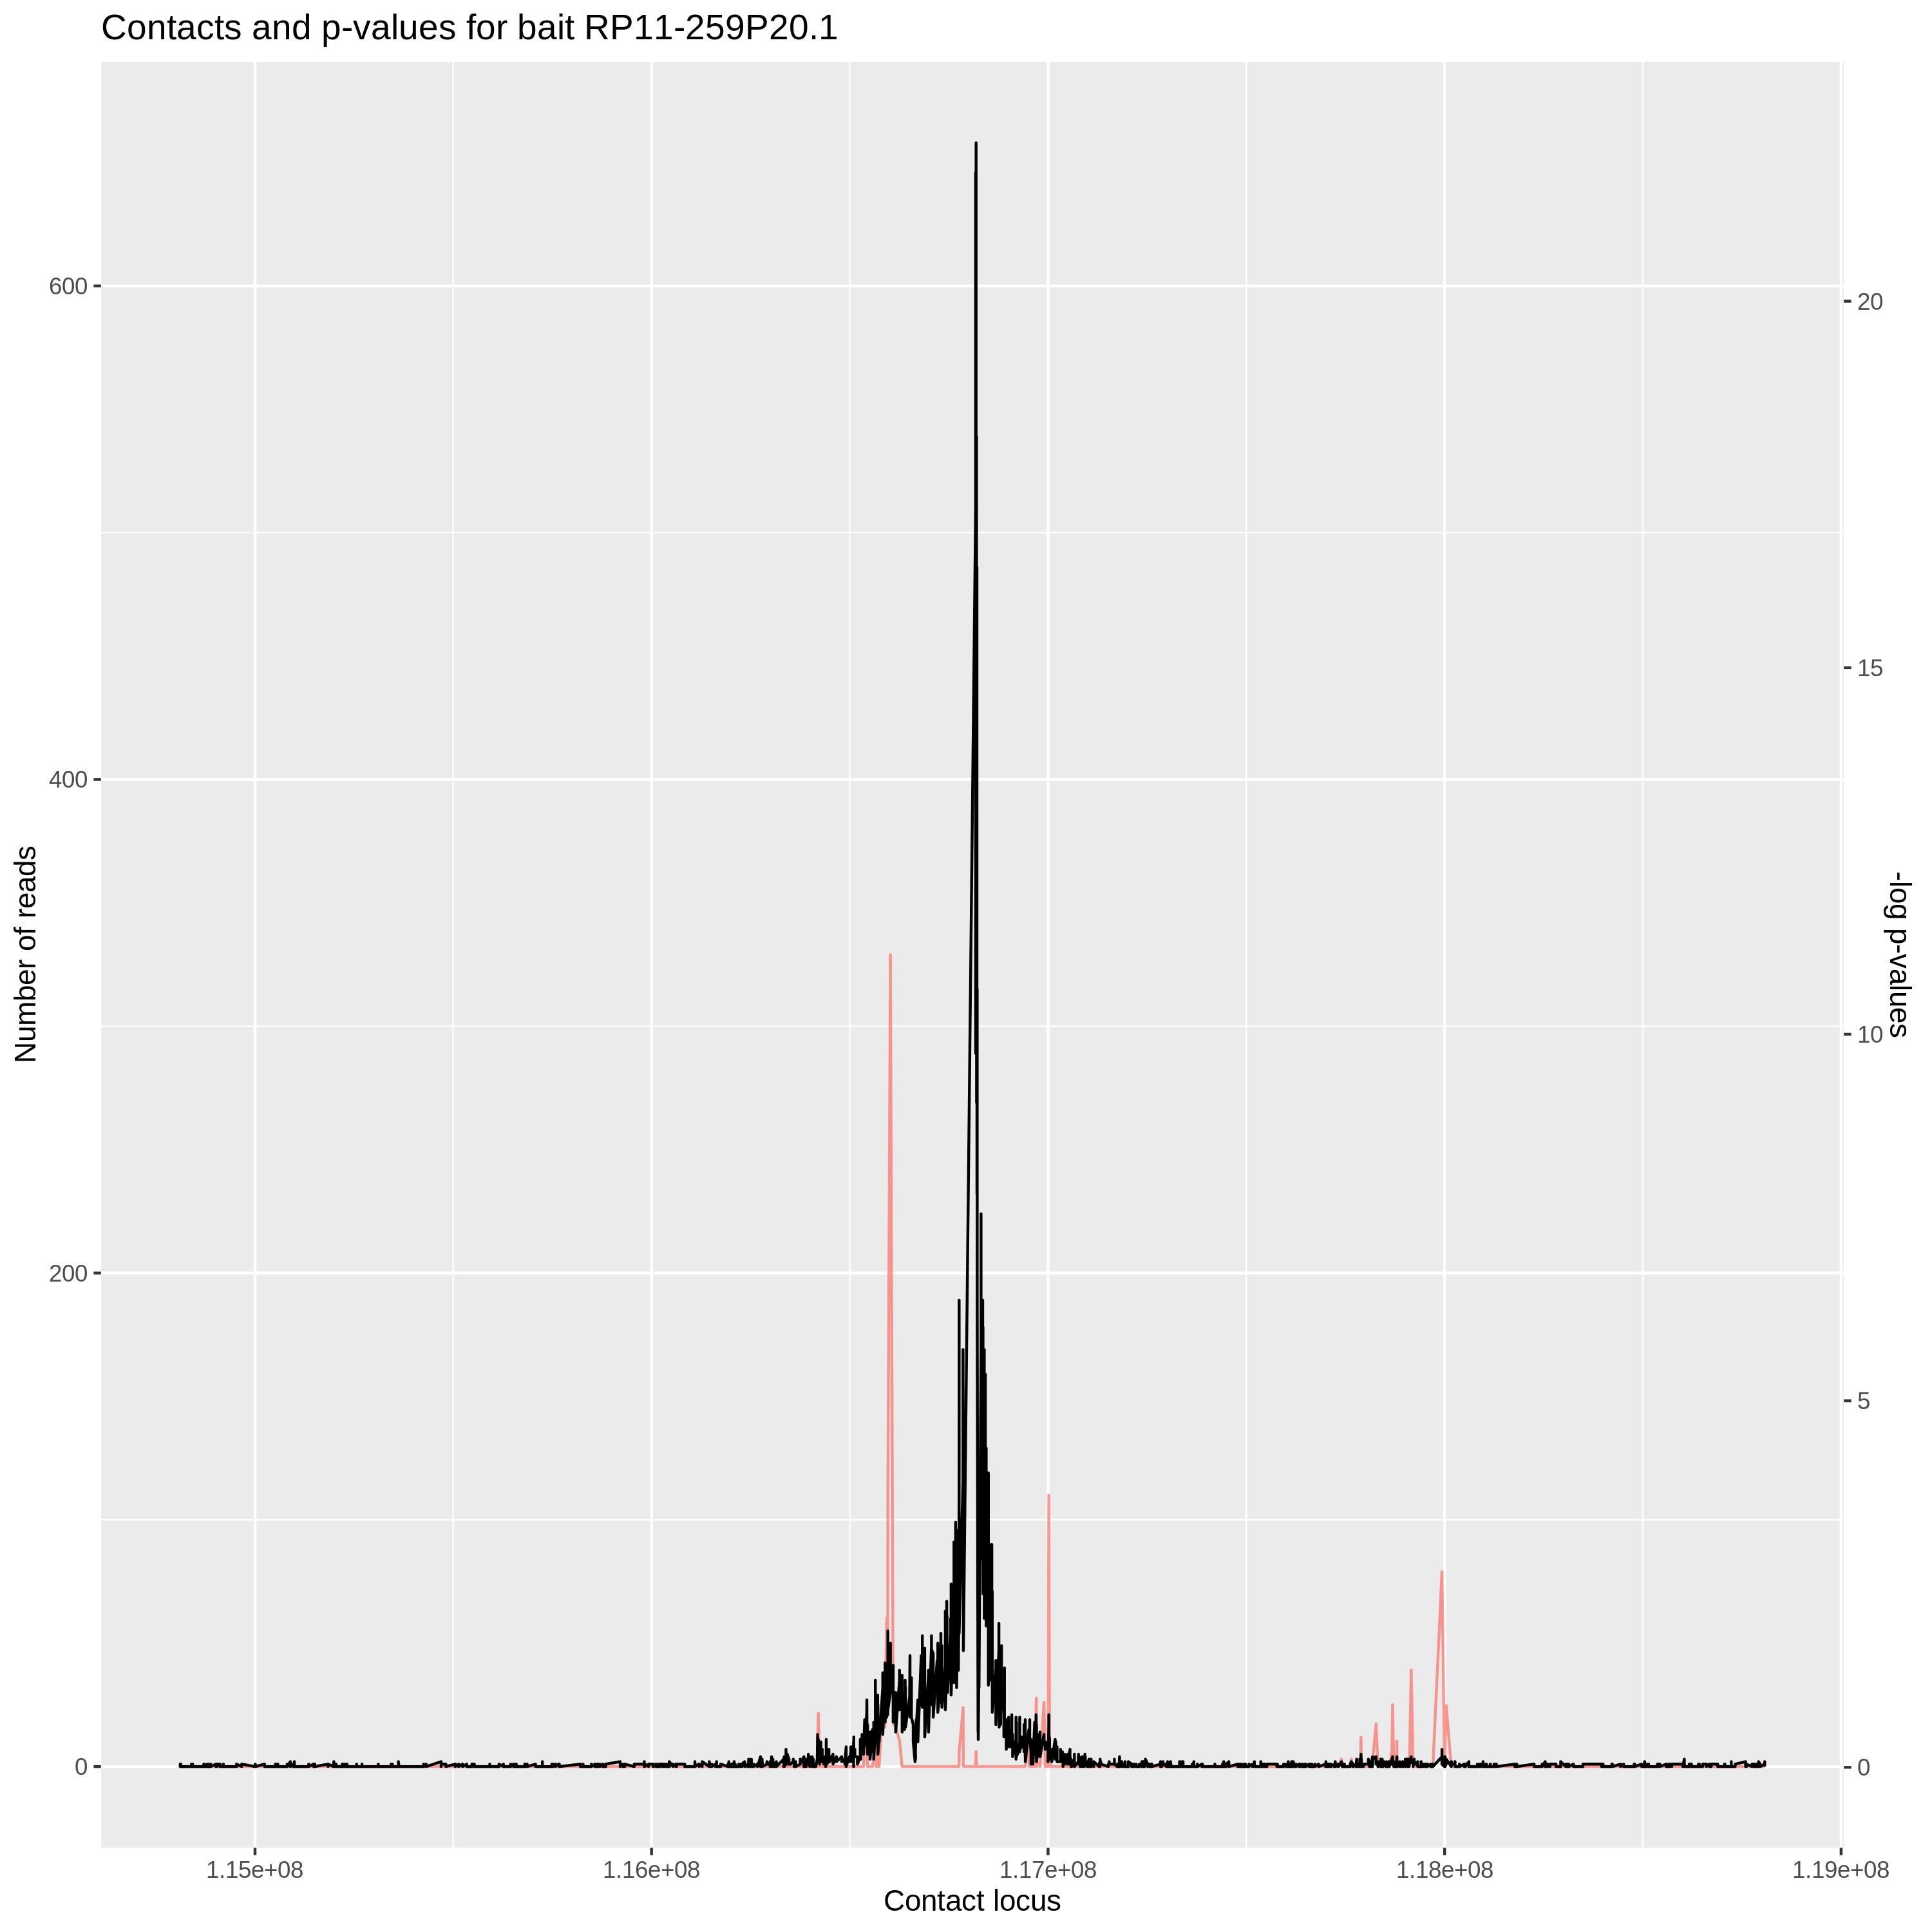 Contacts and p-values for bait RP11-259P20.1
Number of reads
600
400
200
0
20
15
10
5
0
-log p-values
1.15e+08
1.16e+08
1.17e+08
1.18e+08
1.19e+08
Contact locus